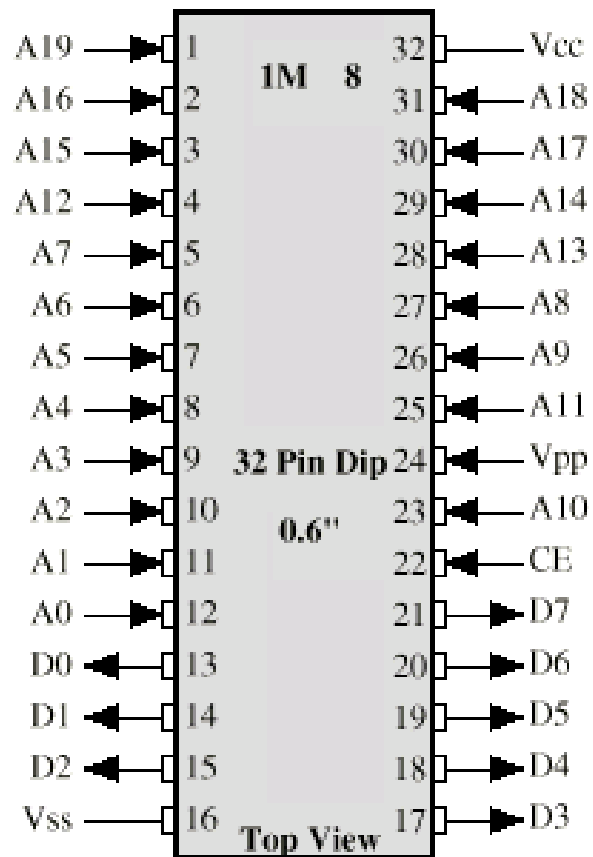 A19 1 32 Vcc
1M 8
A16 2 31 A18
A15 3 30 A17
A12 4 29 A14
A7 5 28 A13
A6 6 27 A8
A5 7 26 A9
A4 8 25 A11
A3 9 32 Pin Dip 24 Vpp
A2 10 23 A10
0.6"
A1 11 22 CE
A0 12 21 D7
D0 13 20 D6
D1 14 19 D5
D2 15 18 D4
Vss 16 17 D3
Top View